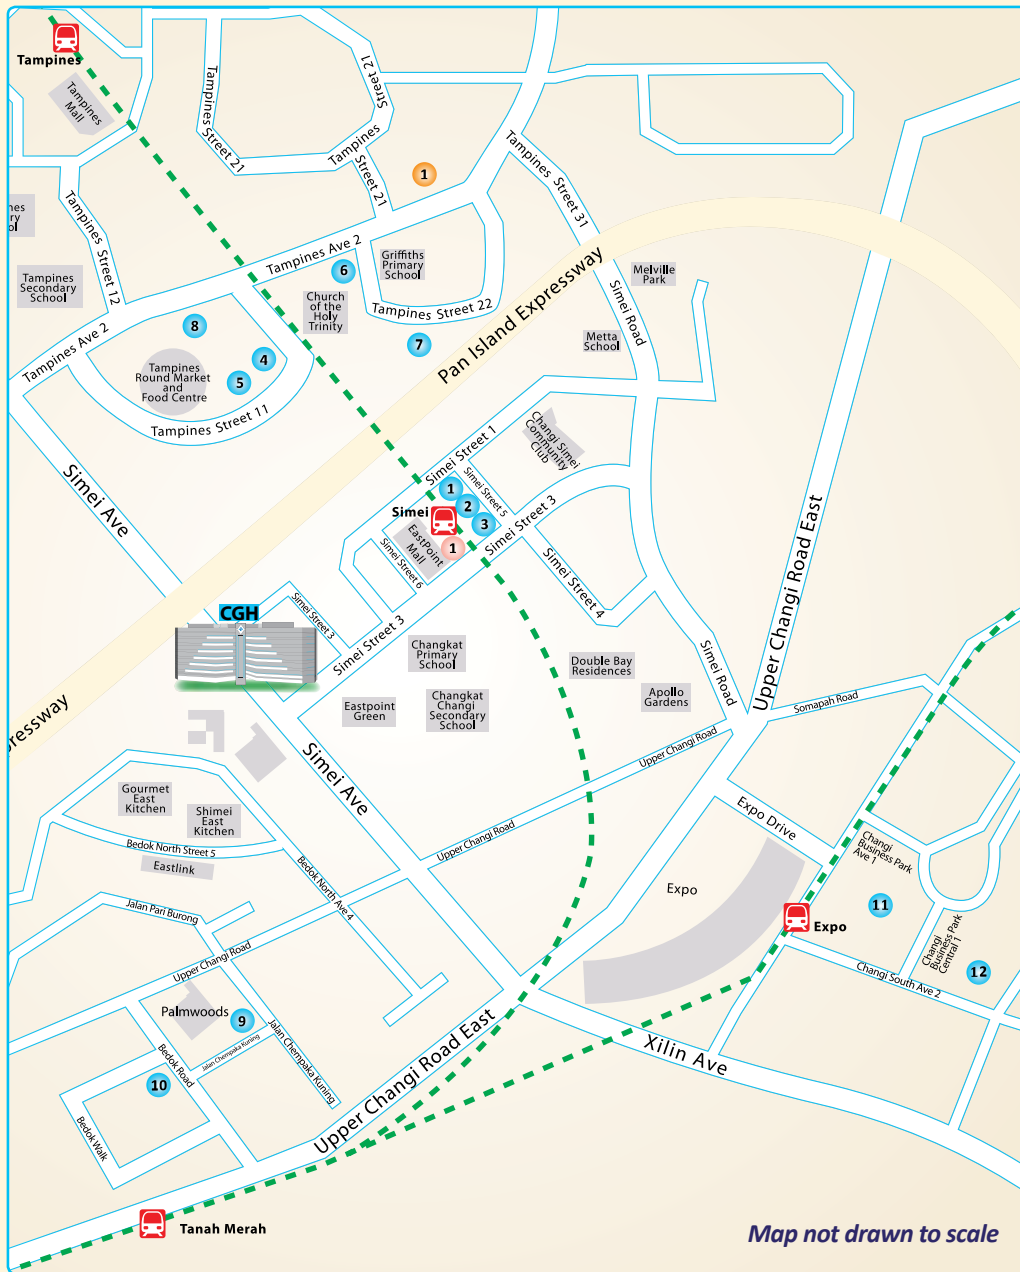 Tampines
Tampines
Mall
Tampines Street 21
Street 21
Tampines
Street 21
1
Tampines Street 31
Tampines Street 12
Tampines
Secondary
School
Tampines Ave 2
6
Griffiths
Primary
School
Church
of the
Holy
Trinity
Tampines Street 22
7
Pan Island Expressway
Melville
Park
Simei Road
Metta
School
Tampines Ave 2
8
4
5
Tampines
Round Market
and
Food Centre
Tampines Street 11
Simei Ave
Simei Street 1
Changi Simei
Community
Club
1
2
3
Simei Street 5
Simei
EastPoint
Mall
1
Simei Street 3
Simei Street 6
Simei Street 4
Upper Changi Road East
CGH
Simei Street 3
Simei Street 3
Changkat
Primary
School
Double Bay
Residences
Simei Road
Apollo
Gardens
Somapah Road
Eastpoint
Green
Changkat
Changi
Secondary
School
pressway
Simei Ave
Upper Changi Road
Gourmet
East
Kitchen
Shimei
East
Kitchen
Bedok North Street 5
Eastlink
Bedok North Ave 4
Upper Changi Road
Expo Drive
Changi
Business Park
Ave 1
Expo
11
Expo
Changi
Business Park
Central 1
12
Changi South Ave 2
Jalan Pari Burong
Upper Changi Road
Palmwoods
9
Jalan Chempaka Kuning
Jalan Chempaka Kuning
Bedok Road
10
Bedok Walk
Upper Changi Road East
Xilin Ave
Tanah Merah
Map not drawn to scale